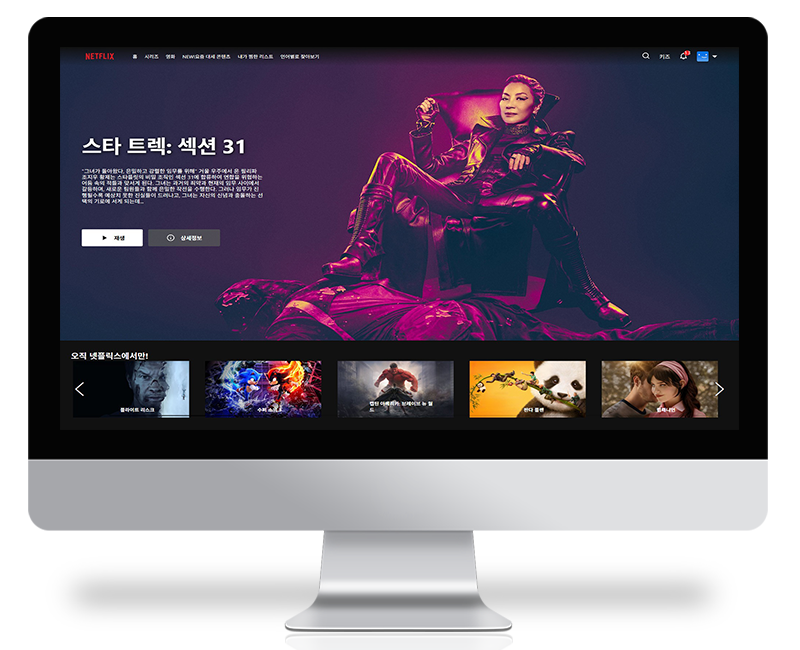 NETFLIX 홈 시리즈 영화 NEW!요즘 대세 콘텐츠 내가 찜한 리스트 언어별로 찾아보기 키즈
스타 트렉: 섹션 31
"그녀가 돌아왔다. 은밀하고 강렬한 임무를 위해" 거울 우주에서 온 필리파
조지우 황제는 스타플릿의 비밀 조직인 섹션 31에 합류하여 연합을 위협하는
어둠 속의 적들과 맞서게 된다. 그녀는 과거의 죄악과 현재의 임무 사이에서
갈등하며, 새로운 팀원들과 함께 은밀한 작전을 수행한다. 그러나 임무가 진
행될수록 예상치 못한 진실들이 드러나고, 그녀는 자신의 신념과 충돌하는 선
택의 기로에 서게 되는데...
재생 상세정보
오직 넷플릭스에서만!
플라이트 리스크
수퍼 소닉
캡틴 아메리카: 브레이브 뉴 월
드
판다 플랜